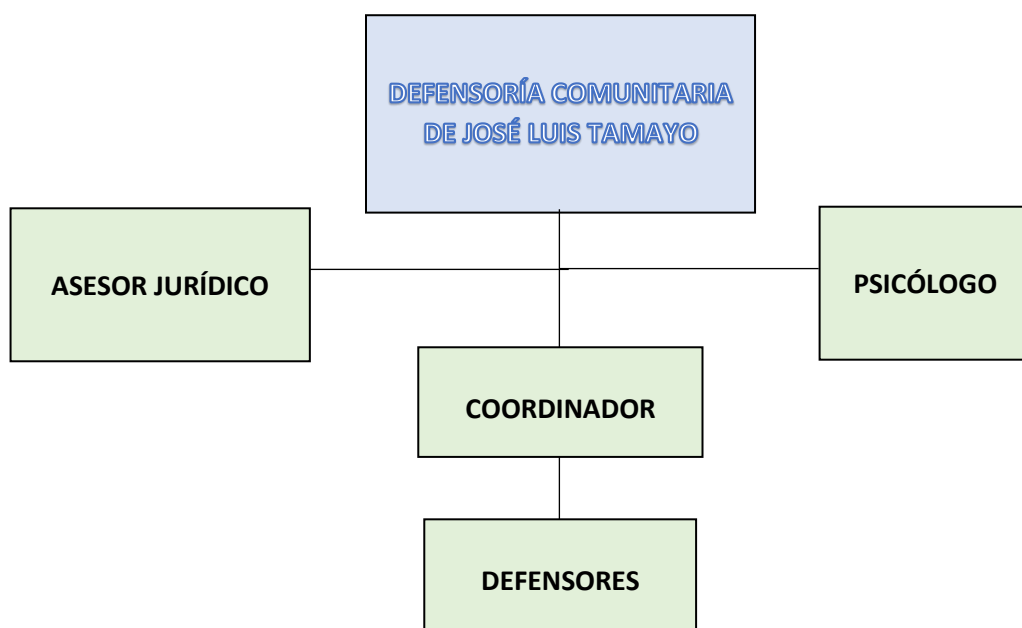 DEFENSORÍA COMUNITARIA
DE JOSÉ LUIS TAMAYO
ASESOR JURÍDICO
PSICÓLOGO
COORDINADOR
DEFENSORES